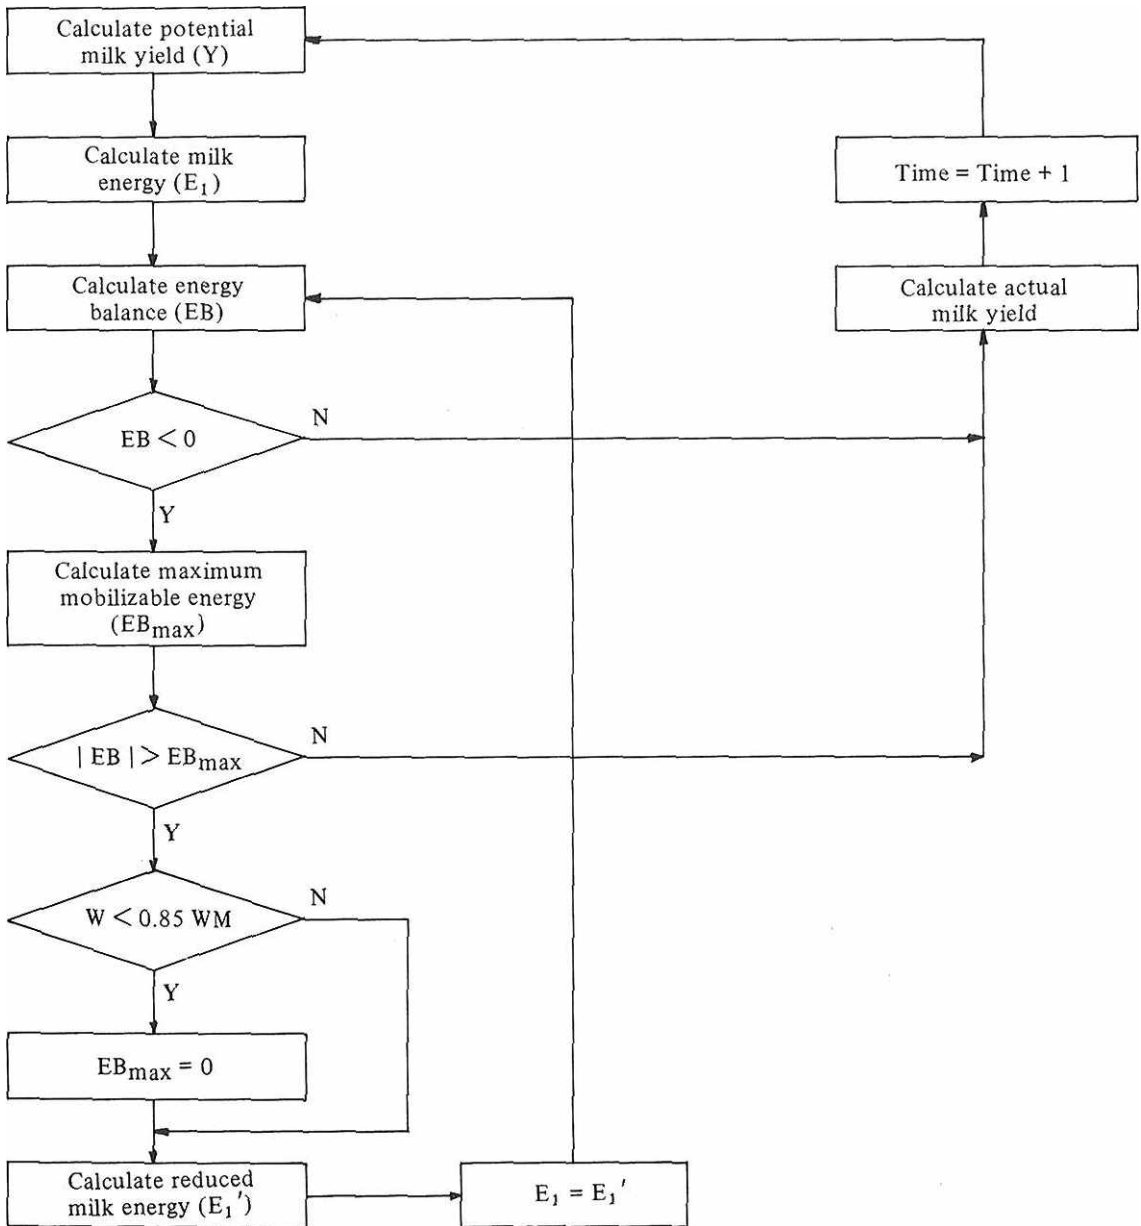 Calculate potential
milk yield (Y)
Calculate milk
energy (E₁)
Time = Time + 1
Calculate energy
balance (EB)
Calculate actual
milk yield
EB < 0
N
Y
Calculate maximum
mobilizable energy
(EBmax)
| EB | > EBmax
N
Y
W < 0.85 WM
N
Y
EBmax = 0
Calculate reduced
milk energy (E₁′)
E₁ = E₁′